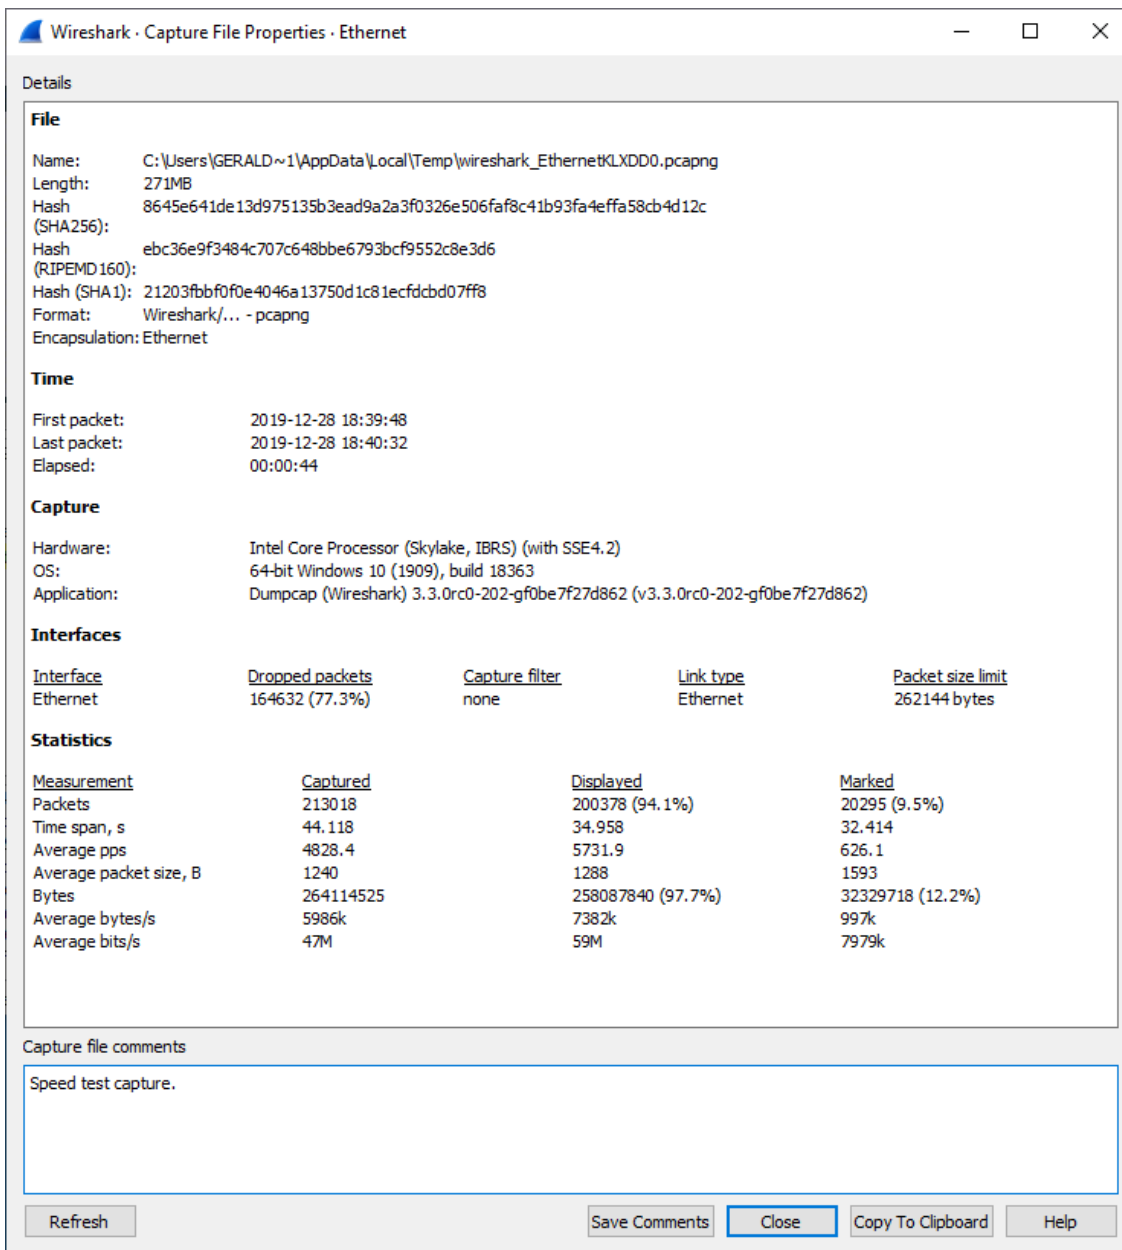 Wireshark · Capture File Properties · Ethernet
Details
File
Name: C:\Users\GERALD~1\AppData\Local\Temp\wireshark_EthernetKLXDD0.pcapng
Length: 271MB
Hash (SHA256): 8645e641de13d975135b3ead9a2a3f0326e506faf8c41b93fa4effa58cb4d12c
Hash (RIPEMD160): ebc36e9f3484c707c648bbe6793bcf9552c8e3d6
Hash (SHA1): 21203fbbf0f0e4046a13750d1c81ecfdcbd07ff8
Format: Wireshark/... - pcapng
Encapsulation: Ethernet
Time
First packet: 2019-12-28 18:39:48
Last packet: 2019-12-28 18:40:32
Elapsed: 00:00:44
Capture
Hardware: Intel Core Processor (Skylake, IBRS) (with SSE4.2)
OS: 64-bit Windows 10 (1909), build 18363
Application: Dumpcap (Wireshark) 3.3.0rc0-202-gf0be7f27d862 (v3.3.0rc0-202-gf0be7f27d862)
Interfaces
Interface Dropped packets Capture filter Link type Packet size limit
Ethernet 164632 (77.3%) none Ethernet 262144 bytes
Statistics
Measurement Captured Displayed Marked
Packets 213018 200378 (94.1%) 20295 (9.5%)
Time span, s 44.118 34.958 32.414
Average pps 4828.4 5731.9 626.1
Average packet size, B 1240 1288 1593
Bytes 264114525 258087840 (97.7%) 32329718 (12.2%)
Average bytes/s 5986k 7382k 997k
Average bits/s 47M 59M 7979k
Capture file comments
Speed test capture.
Refresh Save Comments Close Copy To Clipboard Help